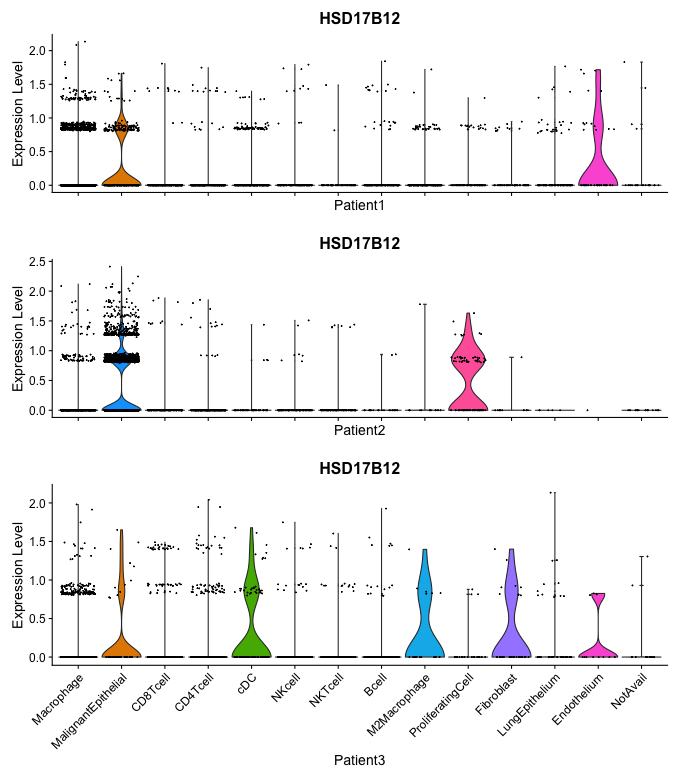 HSD17B12
Expression Level
2.0
1.5
1.0
0.5
0.0
Patient1
HSD17B12
Expression Level
2.5
2.0
1.5
1.0
0.5
0.0
Patient2
HSD17B12
Expression Level
2.0
1.5
1.0
0.5
0.0
Macrophage
MalignantEpithelial
CD8Tcell
CD4Tcell
cDC
NKcell
NKTcell
Bcell
M2Macrophage
ProliferatingCell
Fibroblast
LungEpithelium
Endothelium
NotAvail
Patient3